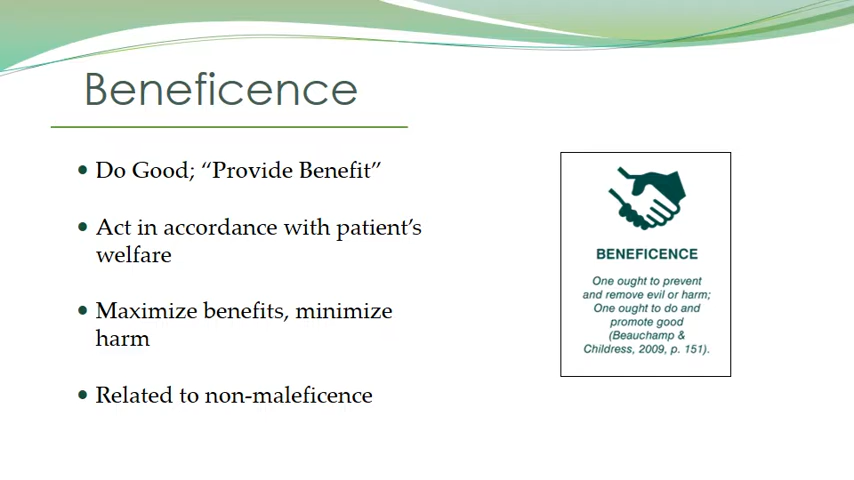 Beneficence
Do Good; “Provide Benefit”
Act in accordance with patient’s
welfare
Maximize benefits, minimize
harm
Related to non-maleficence
BENEFICENCE
One ought to prevent
and remove evil or harm;
One ought to do and
promote good
(Beauchamp &
Childress, 2009, p. 151).